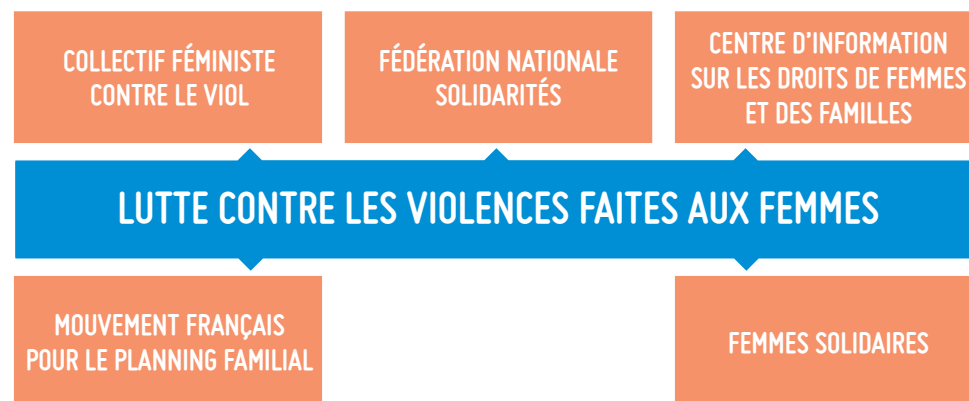 COLLECTIF FÉMINISTE
CONTRE LE VIOL
FÉDÉRATION NATIONALE
SOLIDARITÉS
CENTRE D'INFORMATION
SUR LES DROITS DE FEMMES
ET DES FAMILLES
LUTTE CONTRE LES VIOLENCES FAITES AUX FEMMES
MOUVEMENT FRANÇAIS
POUR LE PLANNING FAMILIAL
FEMMES SOLIDAIRES